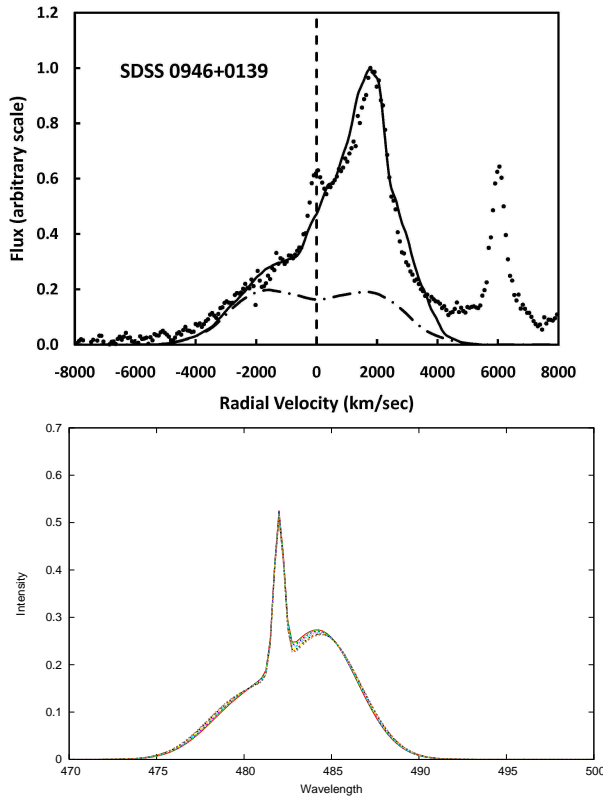 1.2
1.0
0.8
0.6
0.4
0.2
0.0
SDSS 0946+0139
Flux (arbitrary scale)
-8000 -6000 -4000 -2000 0 2000 4000 6000 8000
Radial Velocity (km/sec)
0.7
0.6
0.5
0.4
0.3
0.2
0.1
0
Intensity
470 475 480 485 490 495 500
Wavelength